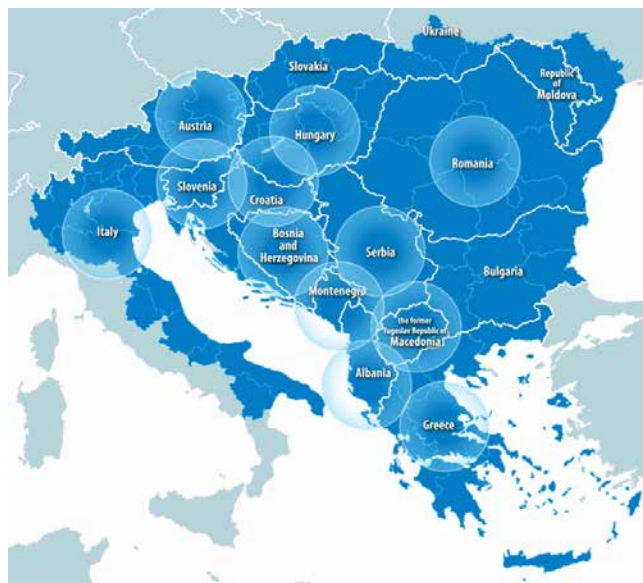 Ukraine
Slovakia
Republic
of
Moldova
Austria
Hungary
Romania
Slovenia
Croatia
Italy
Bosnia
and
Herzegovina
Serbia
Bulgaria
Montenegro
the former
Yugoslav Republic of
Macedonia
Albania
Greece